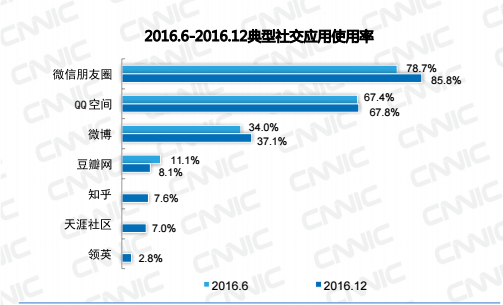 2016.6-2016.12典型社交应用使用率
微信朋友圈 78.7%
85.8%
QQ空间 67.4%
67.8%
微博 34.0%
37.1%
豆瓣网 11.1%
8.1%
知乎 7.6%
天涯社区 7.0%
领英 2.8%
2016.6 2016.12
CNNIC